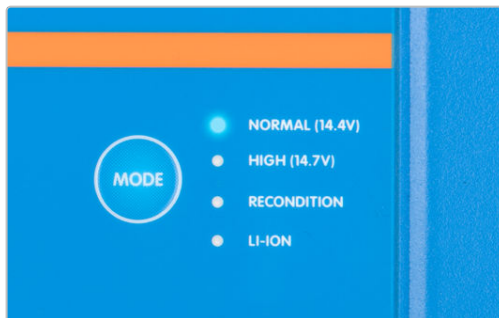 MODE
NORMAL (14.4V)
HIGH (14.7V)
RECONDITION
LI-ION